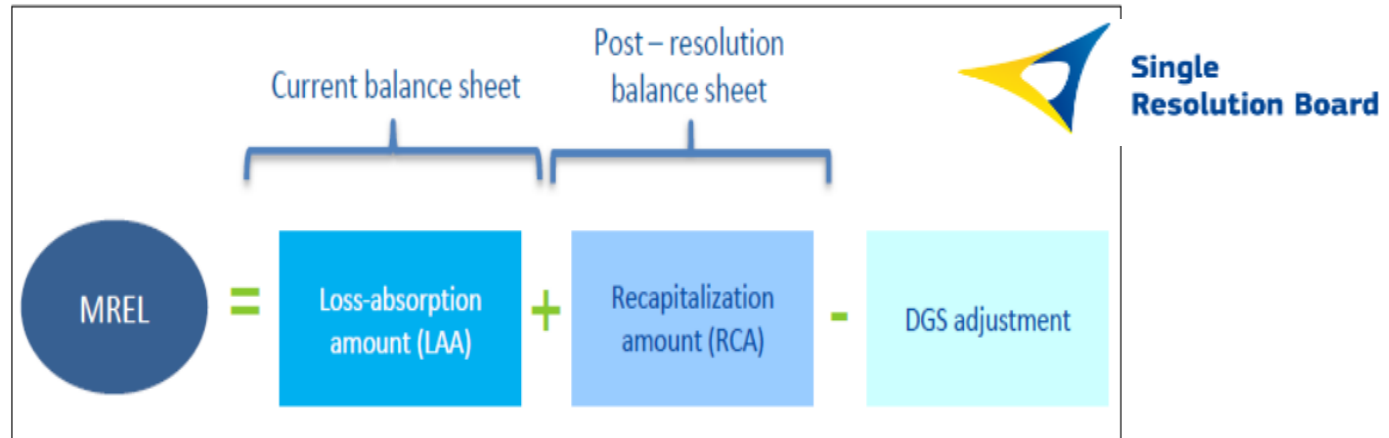 Post – resolution
balance sheet
Current balance sheet
Single
Resolution Board
MREL
=
Loss-absorption
amount (LAA)
+
Recapitalization
amount (RCA)
-
DGS adjustment